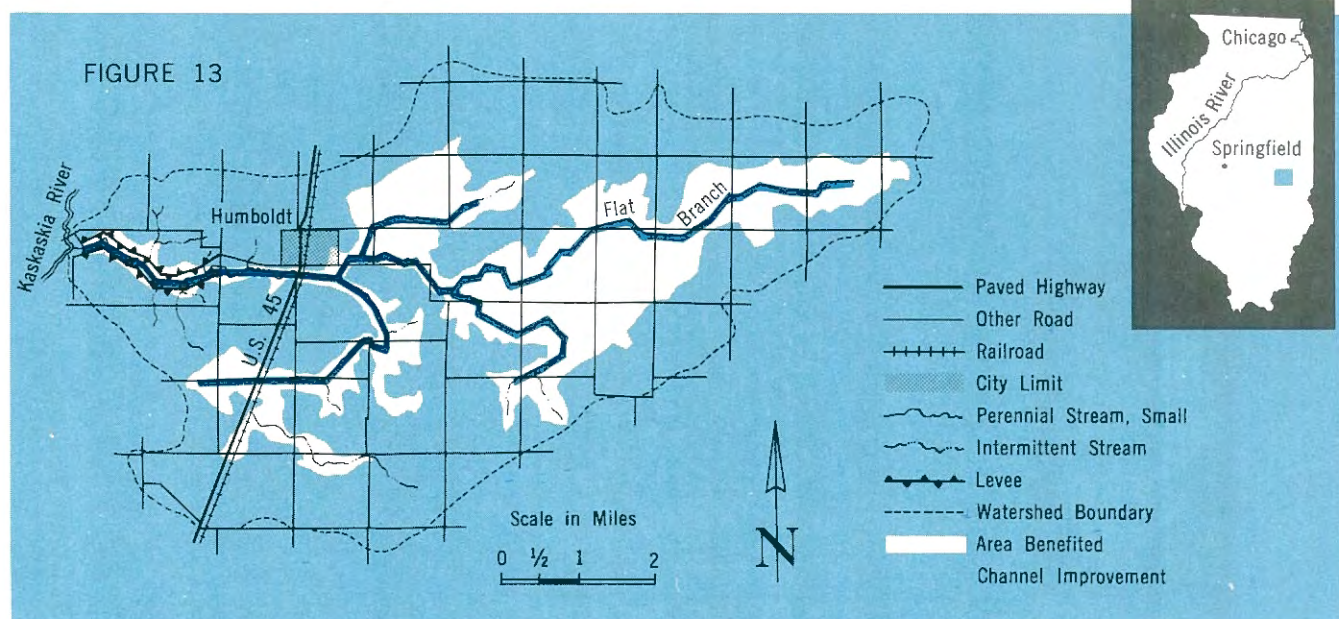 FIGURE 13
Chicago
Illinois River
Springfield
Kaskaskia River
Humboldt
Flat
Branch
U.S. 45
Paved Highway
Other Road
Railroad
City Limit
Perennial Stream, Small
Intermittent Stream
Levee
Watershed Boundary
Area Benefited
Channel Improvement
Scale in Miles
0 ½ 1 2
N